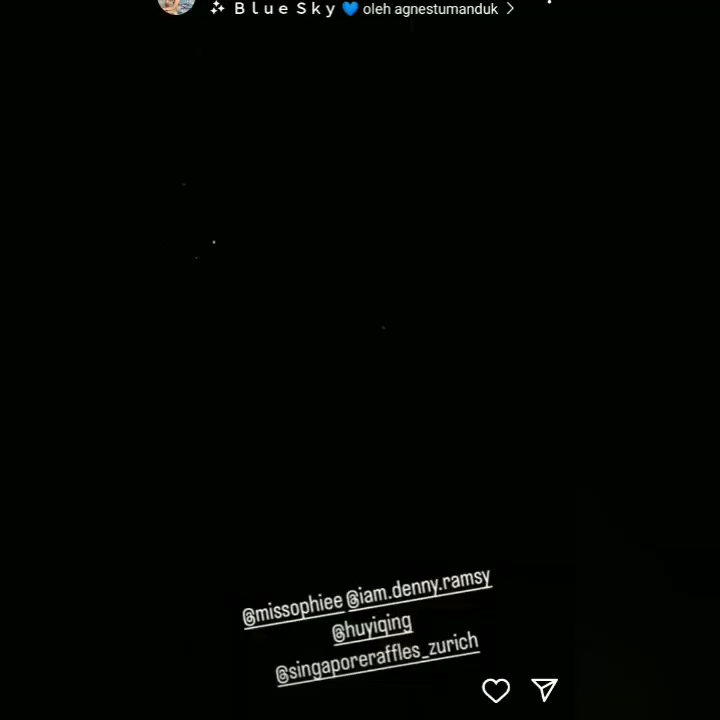 ✨ B l u e S k y 💙 oleh agnestumanduk >
@missophiee @iam.denny.ramsy
@huyiqing
@singaporeraffles_zurich